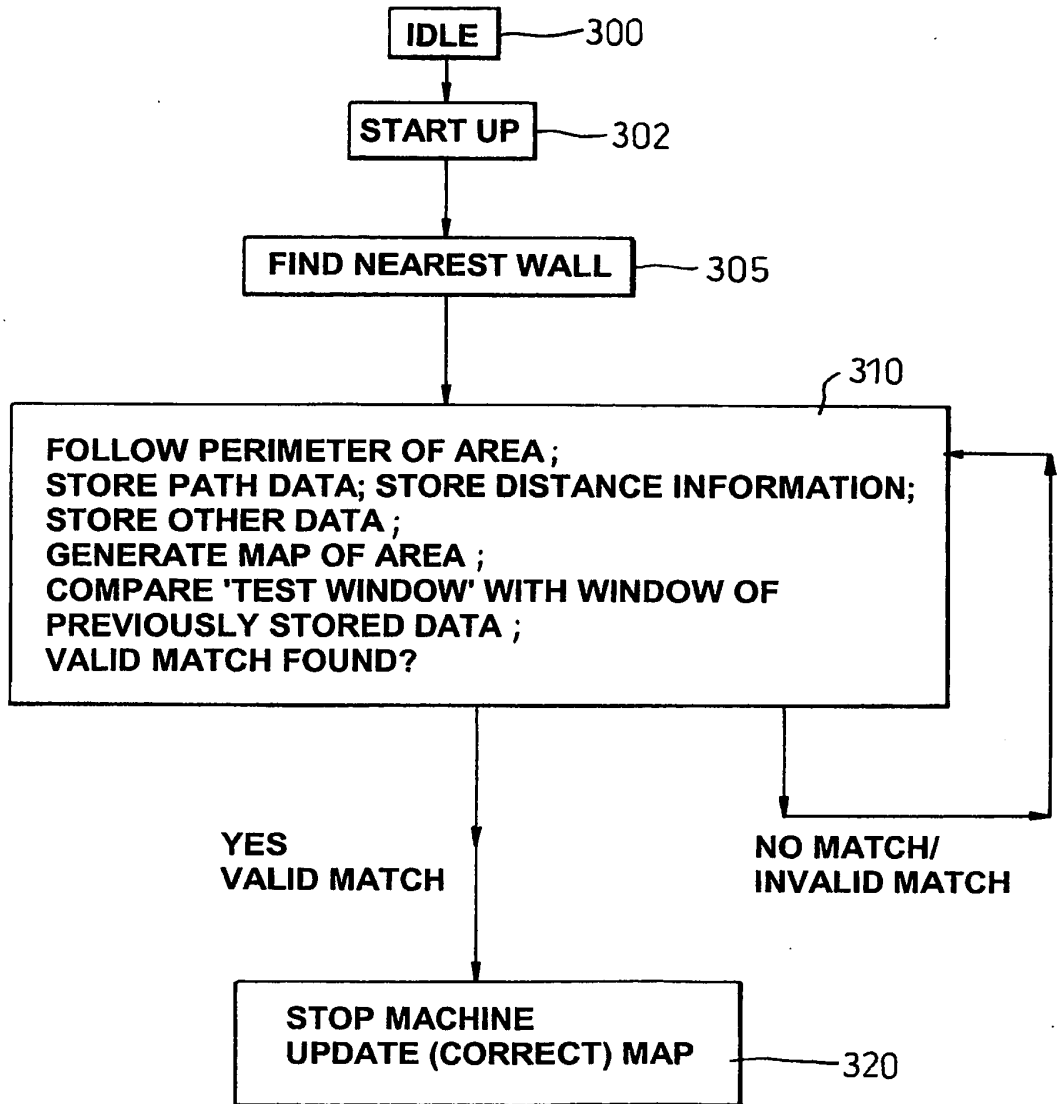 IDLE 300
START UP 302
FIND NEAREST WALL 305
310
FOLLOW PERIMETER OF AREA ;
STORE PATH DATA; STORE DISTANCE INFORMATION;
STORE OTHER DATA ;
GENERATE MAP OF AREA ;
COMPARE 'TEST WINDOW' WITH WINDOW OF
PREVIOUSLY STORED DATA ;
VALID MATCH FOUND?
YES
VALID MATCH
NO MATCH/
INVALID MATCH
STOP MACHINE
UPDATE (CORRECT) MAP
320